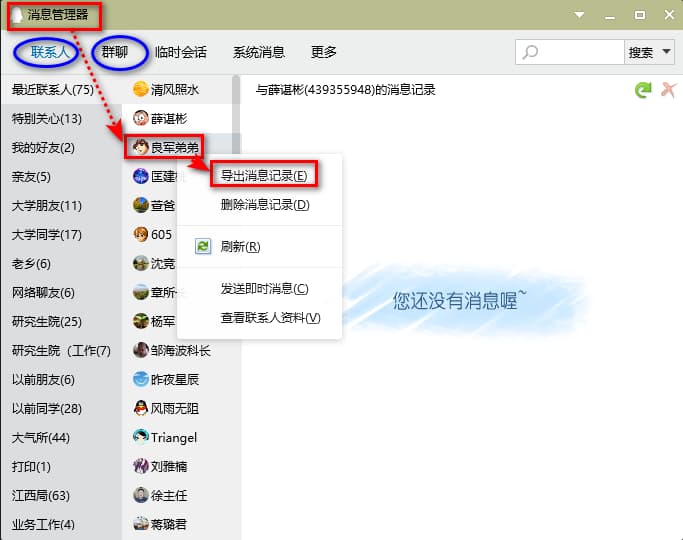 消息管理器
联系人 群聊 临时会话 系统消息 更多 搜索
最近联系人(75) 清风照水 与薛谌彬(439355948)的消息记录
特别关心(13) 薛谌彬
我的好友(2) 良军弟弟
亲友(5) 匡建
导出消息记录(E)
大学朋友(11) 萱爸
删除消息记录(D)
大学同学(17) 605
刷新(R)
老乡(6) 沈竞
网络聊友(6) 章所长
发送即时消息(C)
您还没有消息喔~
研究生院(25) 杨军
查看联系人资料(V)
研究生院（工作(7) 邹海波科长
以前朋友(6) 昨夜星辰
以前同学(28) 风雨无阻
大气所(44) Triangel
打印(1) 刘雅楠
江西局(63) 徐主任
业务工作(4) 蒋璐君